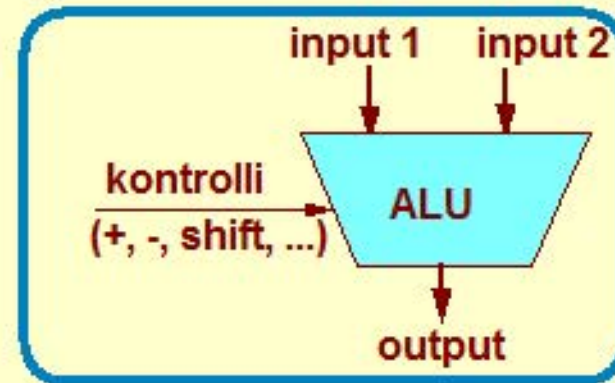 input 1 input 2
kontrolli
(+, -, shift, ...)
ALU
output